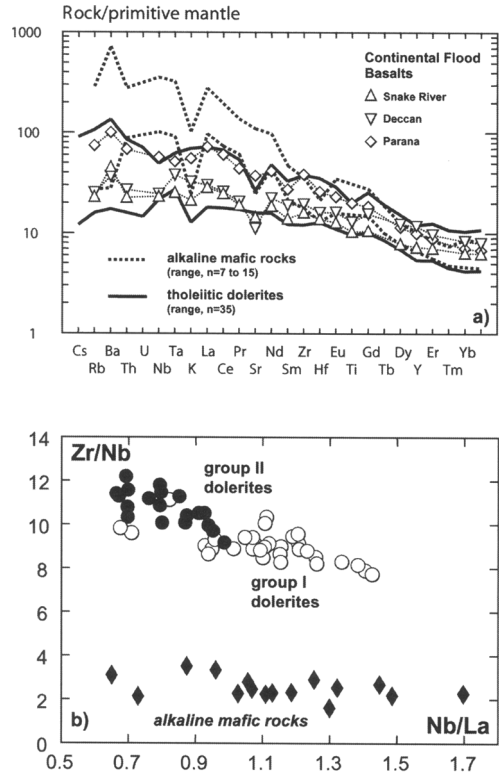 Rock/primitive mantle
1000
100
10
1
Continental Flood
Basalts
Snake River
Deccan
Parana
alkaline mafic rocks
(range, n=7 to 15)
tholeiitic dolerites
(range, n=35)
a)
Cs Ba U Ta La Pr Nd Zr Eu Gd Dy Er Yb
Rb Th Nb K Ce Sr Sm Hf Ti Tb Y Tm
14
12
10
8
6
4
2
0
Zr/Nb
group II
dolerites
group I
dolerites
b)
alkaline mafic rocks
Nb/La
0.5 0.7 0.9 1.1 1.3 1.5 1.7